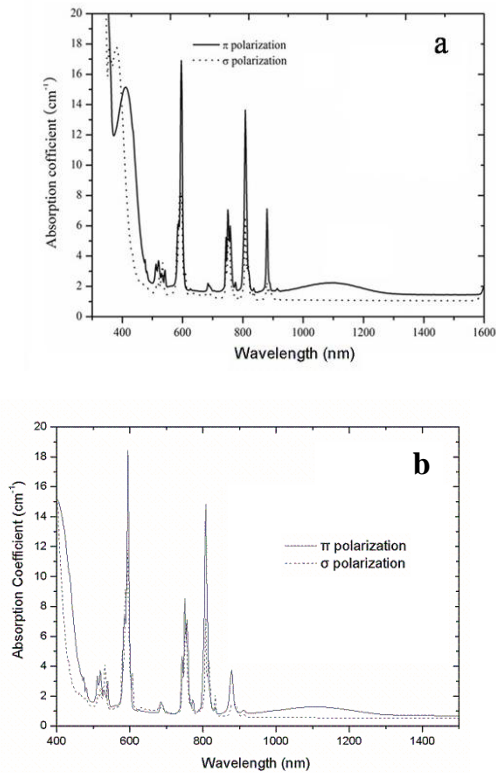 20
18
16
14
12
10
8
6
4
2
0
Absorption cofficient (cm⁻¹)
π polarization
σ polarization
a
400 600 800 1000 1200 1400 1600
Wavelength (nm)
20
18
16
14
12
10
8
6
4
2
0
Absorption Coefficient (cm⁻¹)
b
π polarization
σ polarization
400 600 800 1000 1200 1400
Wavelength (nm)